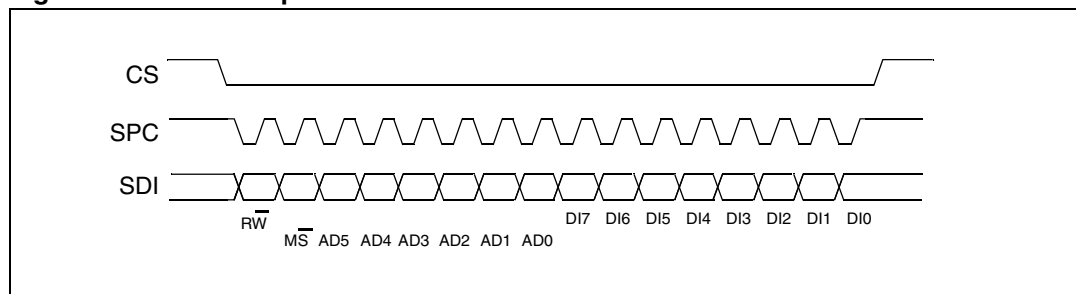 CS
SPC
SDI
RW̅ DI7 DI6 DI5 DI4 DI3 DI2 DI1 DI0
MS̅ AD5 AD4 AD3 AD2 AD1 AD0